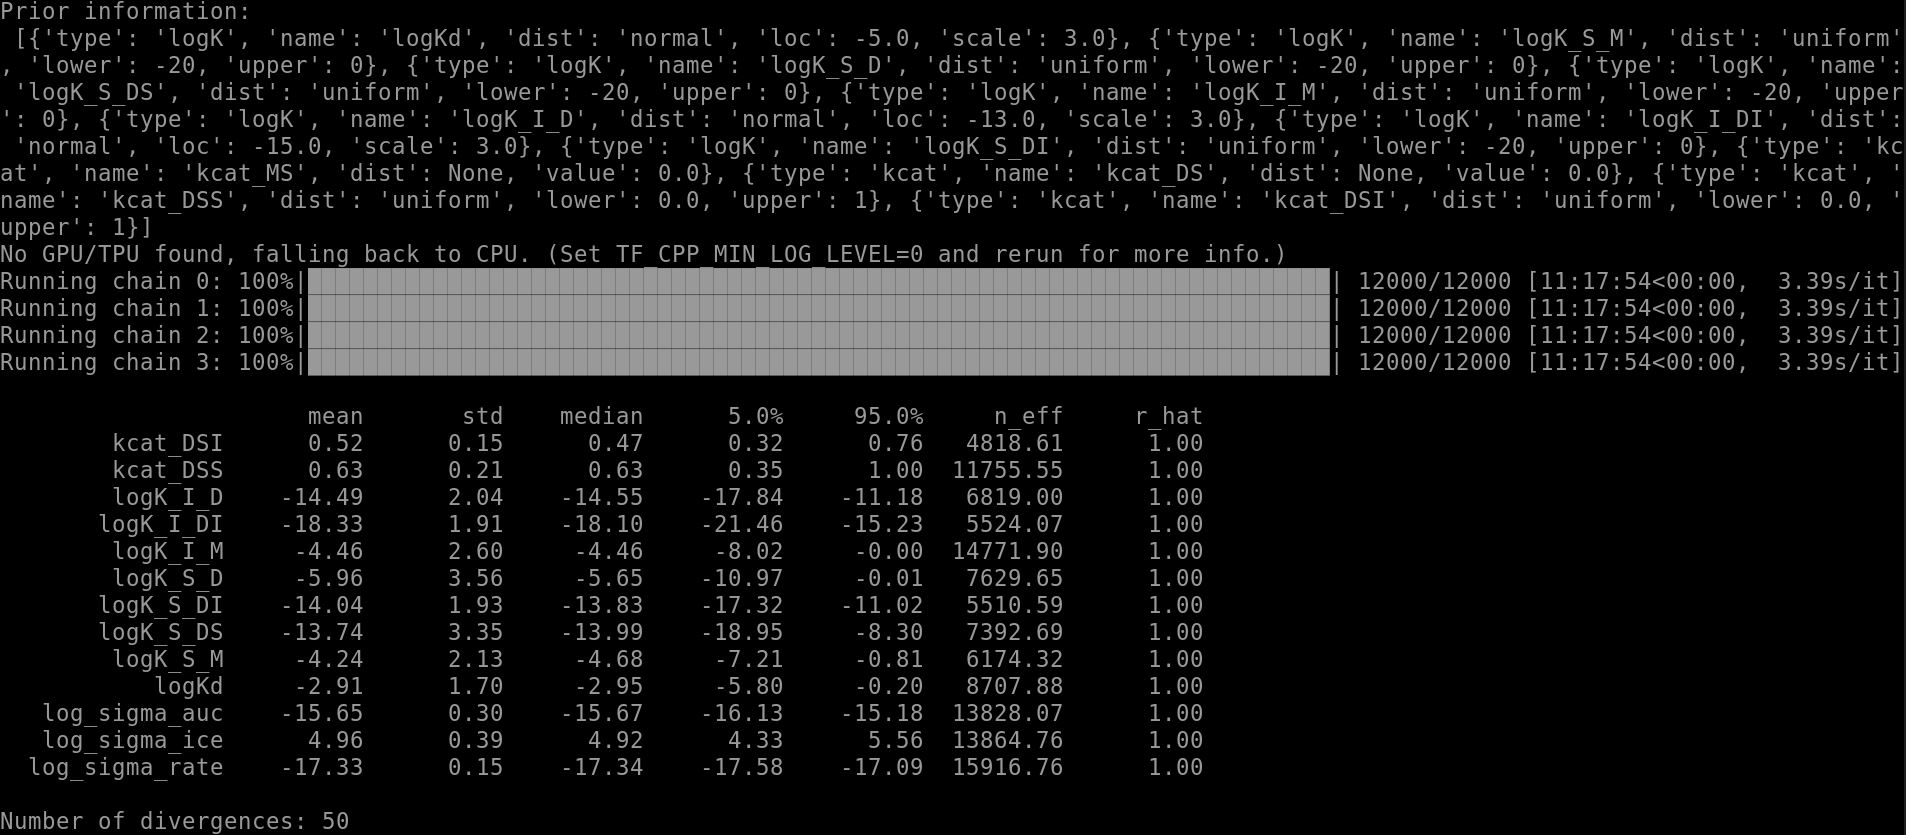 Prior information:
 [{'type': 'logK', 'name': 'logKd', 'dist': 'normal', 'loc': -5.0, 'scale': 3.0}, {'type': 'logK', 'name': 'logK_S_M', 'dist': 'uniform'
, 'lower': -20, 'upper': 0}, {'type': 'logK', 'name': 'logK_S_D', 'dist': 'uniform', 'lower': -20, 'upper': 0}, {'type': 'logK', 'name':
 'logK_S_DS', 'dist': 'uniform', 'lower': -20, 'upper': 0}, {'type': 'logK', 'name': 'logK_I_M', 'dist': 'uniform', 'lower': -20, 'upper
': 0}, {'type': 'logK', 'name': 'logK_I_D', 'dist': 'normal', 'loc': -13.0, 'scale': 3.0}, {'type': 'logK', 'name': 'logK_I_DI', 'dist':
 'normal', 'loc': -15.0, 'scale': 3.0}, {'type': 'logK', 'name': 'logK_S_DI', 'dist': 'uniform', 'lower': -20, 'upper': 0}, {'type': 'kc
at', 'name': 'kcat_MS', 'dist': None, 'value': 0.0}, {'type': 'kcat', 'name': 'kcat_DS', 'dist': None, 'value': 0.0}, {'type': 'kcat', '
name': 'kcat_DSS', 'dist': 'uniform', 'lower': 0.0, 'upper': 1}, {'type': 'kcat', 'name': 'kcat_DSI', 'dist': 'uniform', 'lower': 0.0, '
upper': 1}]
No GPU/TPU found, falling back to CPU. (Set TF_CPP_MIN_LOG_LEVEL=0 and rerun for more info.)
Running chain 0: 100%| | 12000/12000 [11:17:54<00:00,  3.39s/it]
Running chain 1: 100%| | 12000/12000 [11:17:54<00:00,  3.39s/it]
Running chain 2: 100%| | 12000/12000 [11:17:54<00:00,  3.39s/it]
Running chain 3: 100%| | 12000/12000 [11:17:54<00:00,  3.39s/it]
mean std median 5.0% 95.0% n_eff r_hat
kcat_DSI 0.52 0.15 0.47 0.32 0.76 4818.61 1.00
kcat_DSS 0.63 0.21 0.63 0.35 1.00 11755.55 1.00
logK_I_D -14.49 2.04 -14.55 -17.84 -11.18 6819.00 1.00
logK_I_DI -18.33 1.91 -18.10 -21.46 -15.23 5524.07 1.00
logK_I_M -4.46 2.60 -4.46 -8.02 -0.00 14771.90 1.00
logK_S_D -5.96 3.56 -5.65 -10.97 -0.01 7629.65 1.00
logK_S_DI -14.04 1.93 -13.83 -17.32 -11.02 5510.59 1.00
logK_S_DS -13.74 3.35 -13.99 -18.95 -8.30 7392.69 1.00
logK_S_M -4.24 2.13 -4.68 -7.21 -0.81 6174.32 1.00
logKd -2.91 1.70 -2.95 -5.80 -0.20 8707.88 1.00
log_sigma_auc -15.65 0.30 -15.67 -16.13 -15.18 13828.07 1.00
log_sigma_ice 4.96 0.39 4.92 4.33 5.56 13864.76 1.00
log_sigma_rate -17.33 0.15 -17.34 -17.58 -17.09 15916.76 1.00
Number of divergences: 50